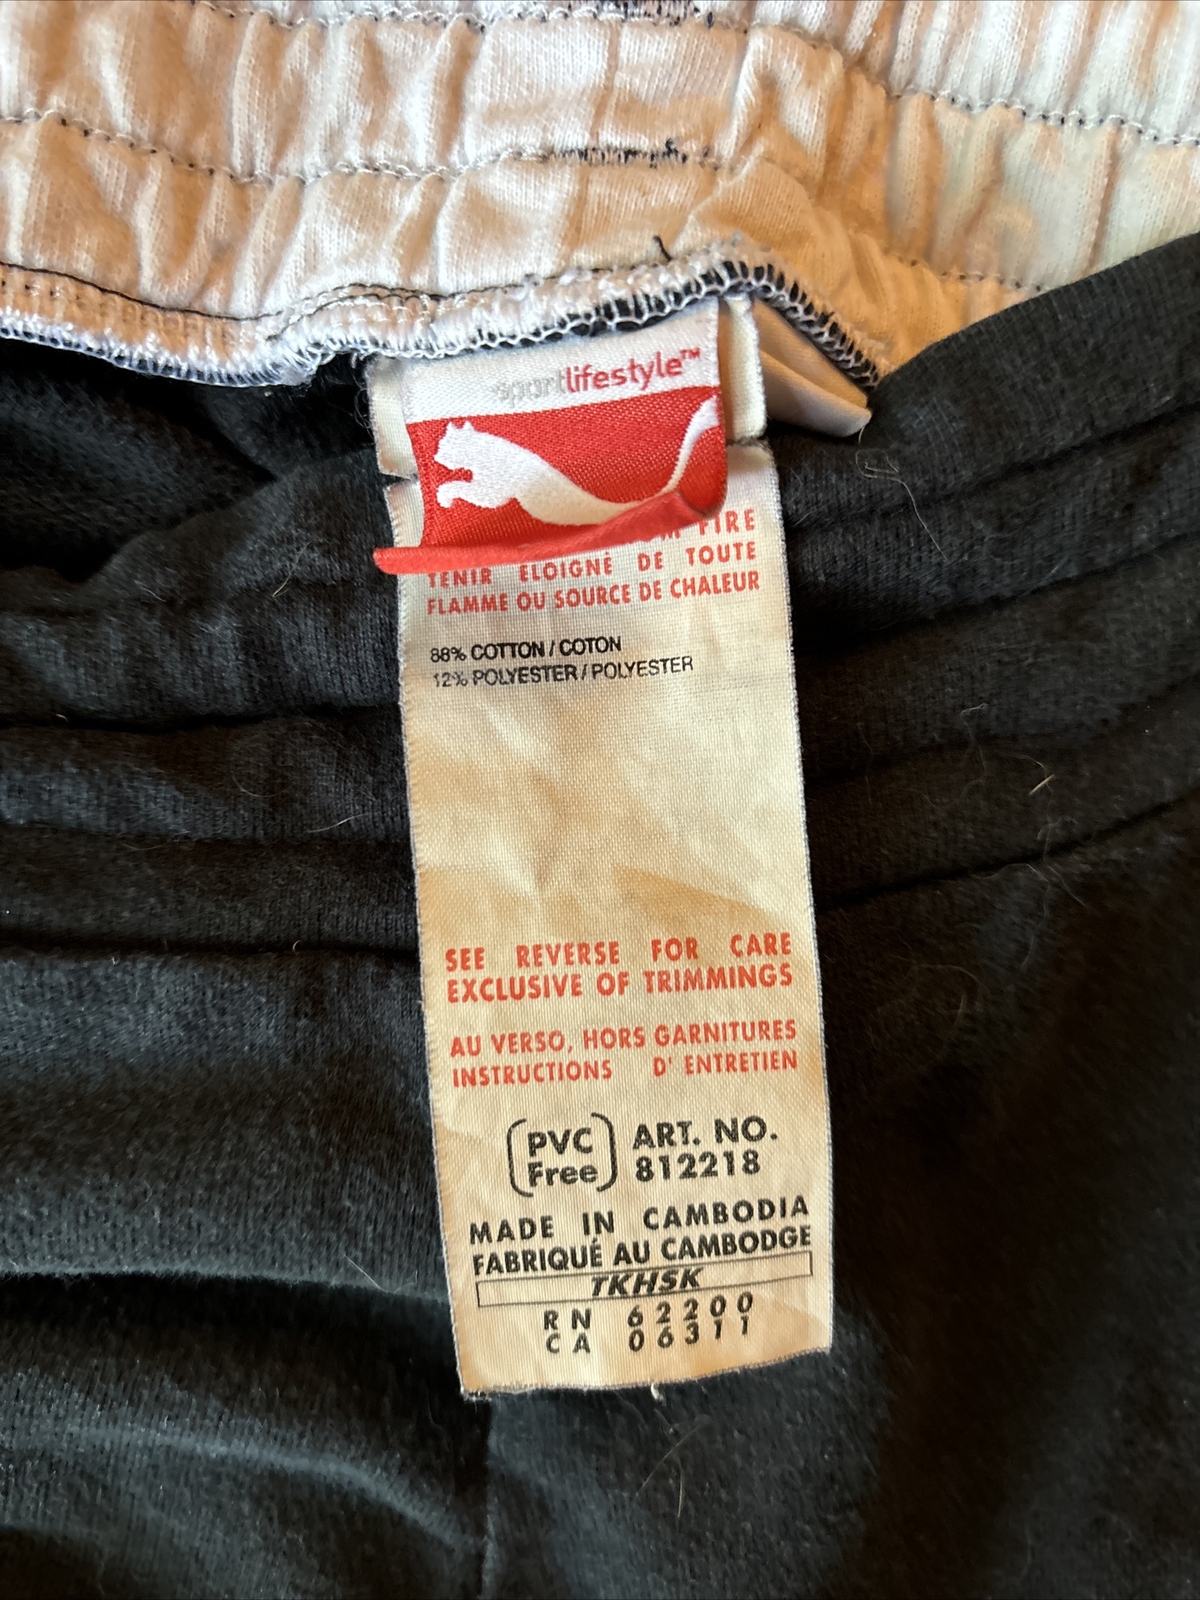 sportlifestyle™
FIRE
TENIR ELOIGNÉ DE TOUTE
FLAMME OU SOURCE DE CHALEUR
88% COTTON / COTON
12% POLYESTER / POLYESTER
SEE REVERSE FOR CARE
EXCLUSIVE OF TRIMMINGS
AU VERSO, HORS GARNITURES
INSTRUCTIONS D' ENTRETIEN
PVC
Free
ART. NO.
812218
MADE IN CAMBODIA
FABRIQUÉ AU CAMBODGE
TKHSK
RN 62200
CA 06311